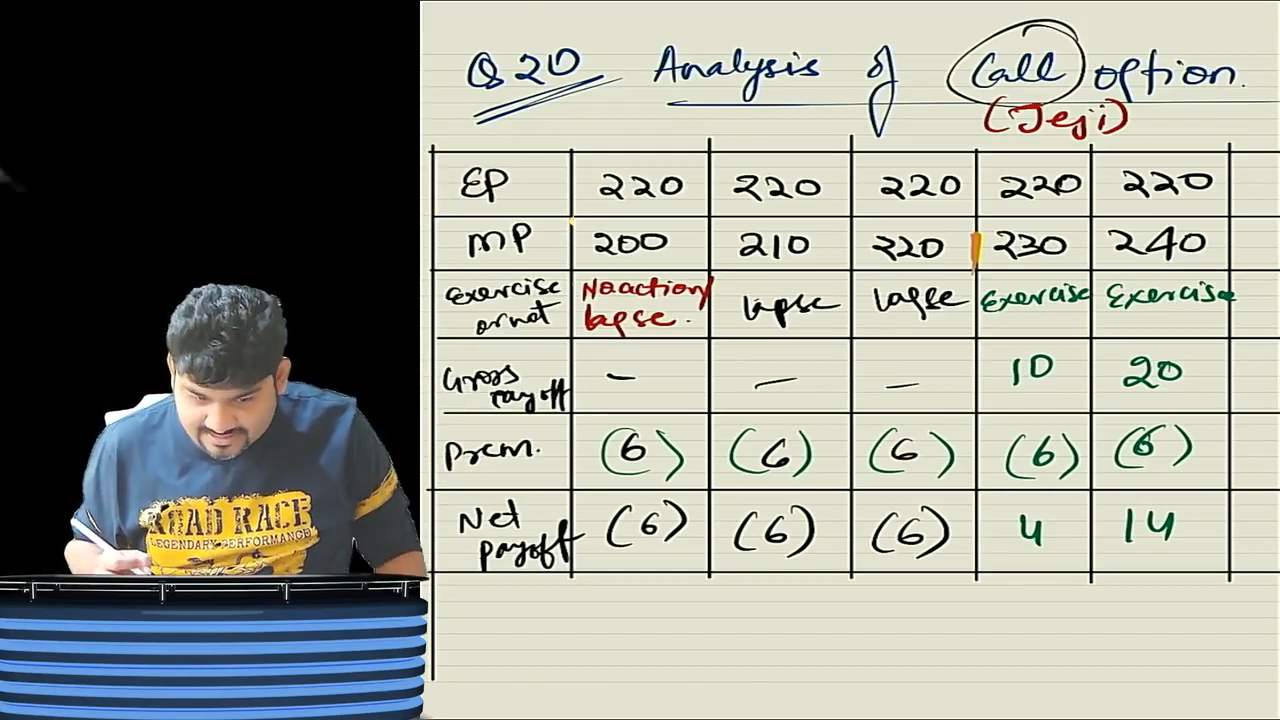 Q 20 Analysis of Call option.
(Teji)
EP 220 220 220 220 220
MP 200 210 220 230 240
Exercise or not No action/ lapse. lapse lapse Exercise Exercise
Gross payoff — — — 10 20
Prem. (6) (6) (6) (6) (6)
Net payoff (6) (6) (6) 4 14
ROAD RACE
LEGENDARY PERFORMANCE